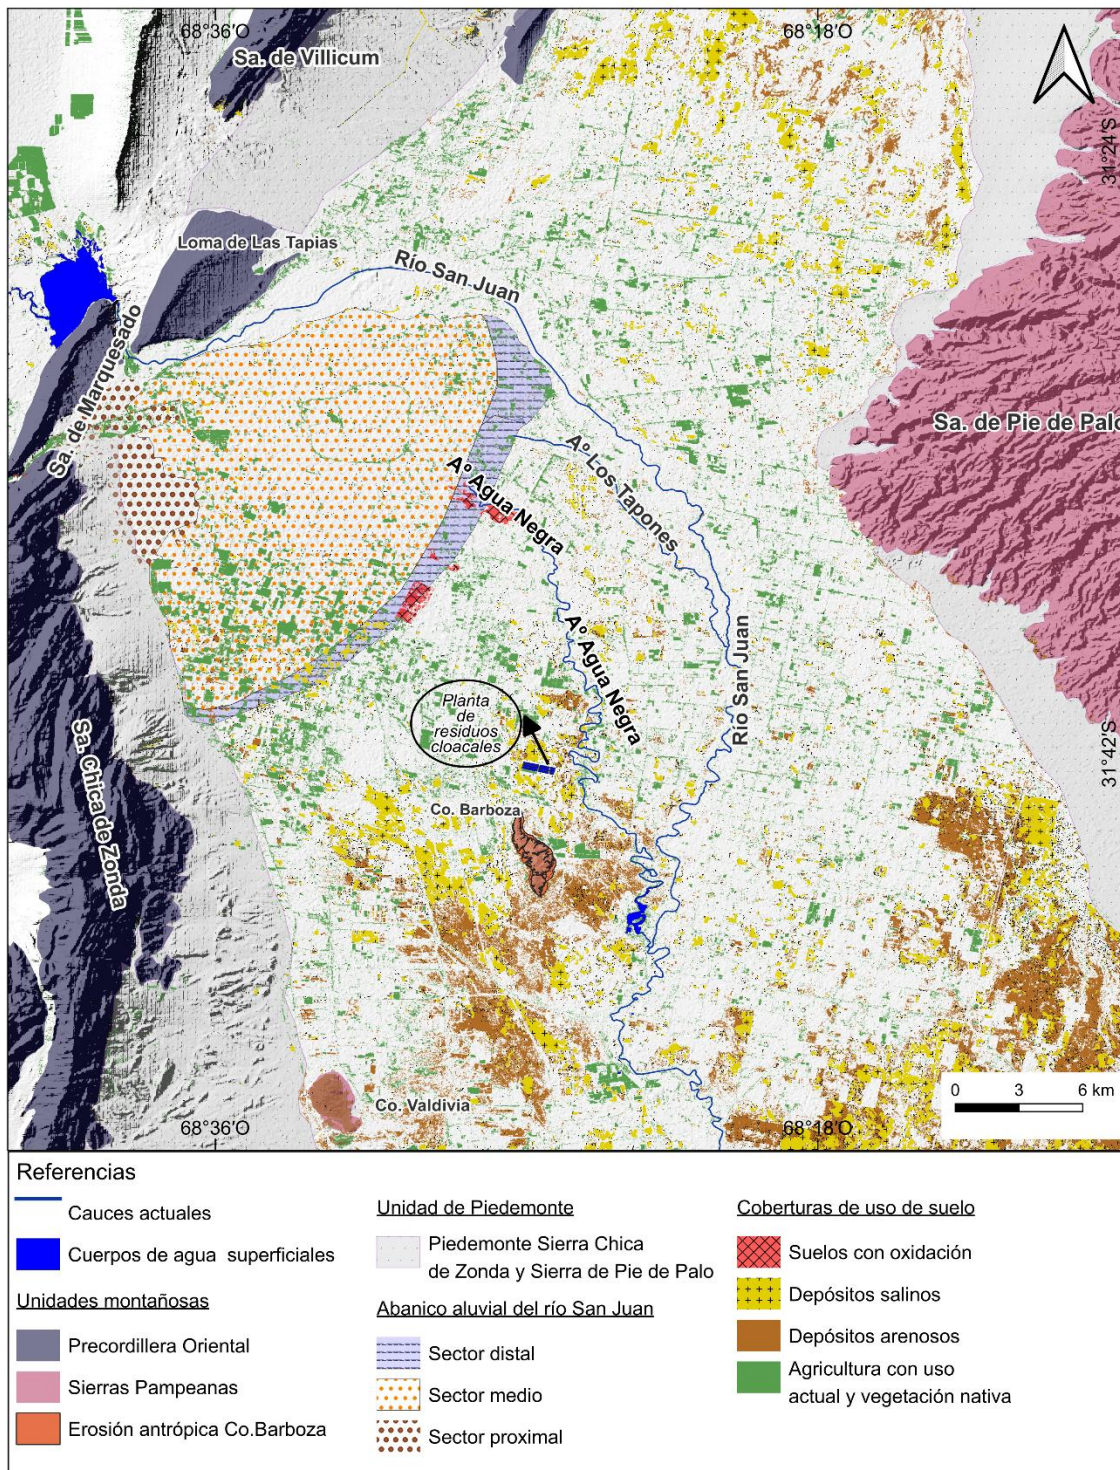 68°36'O
68°18'O
Sa. de Villicum
31°24'S
Loma de Las Tapias
Río San Juan
Sa. de Marquesado
Sa. de Pie de Palo
Aº Los Tapones
Aº Agua Negra
Aº Agua Negra
Río San Juan
Planta
de
residuos
cloacales
31°42'S
Sa. Chica de Zonda
Co. Barboza
Co. Valdivia
0 3 6 km
68°36'O
68°18'O
Referencias
Cauces actuales
Cuerpos de agua superficiales
Unidades montañosas
Precordillera Oriental
Sierras Pampeanas
Erosión antrópica Co.Barboza
Unidad de Piedemonte
Piedemonte Sierra Chica
de Zonda y Sierra de Pie de Palo
Abanico aluvial del río San Juan
Sector distal
Sector medio
Sector proximal
Coberturas de uso de suelo
Suelos con oxidación
Depósitos salinos
Depósitos arenosos
Agricultura con uso
actual y vegetación nativa